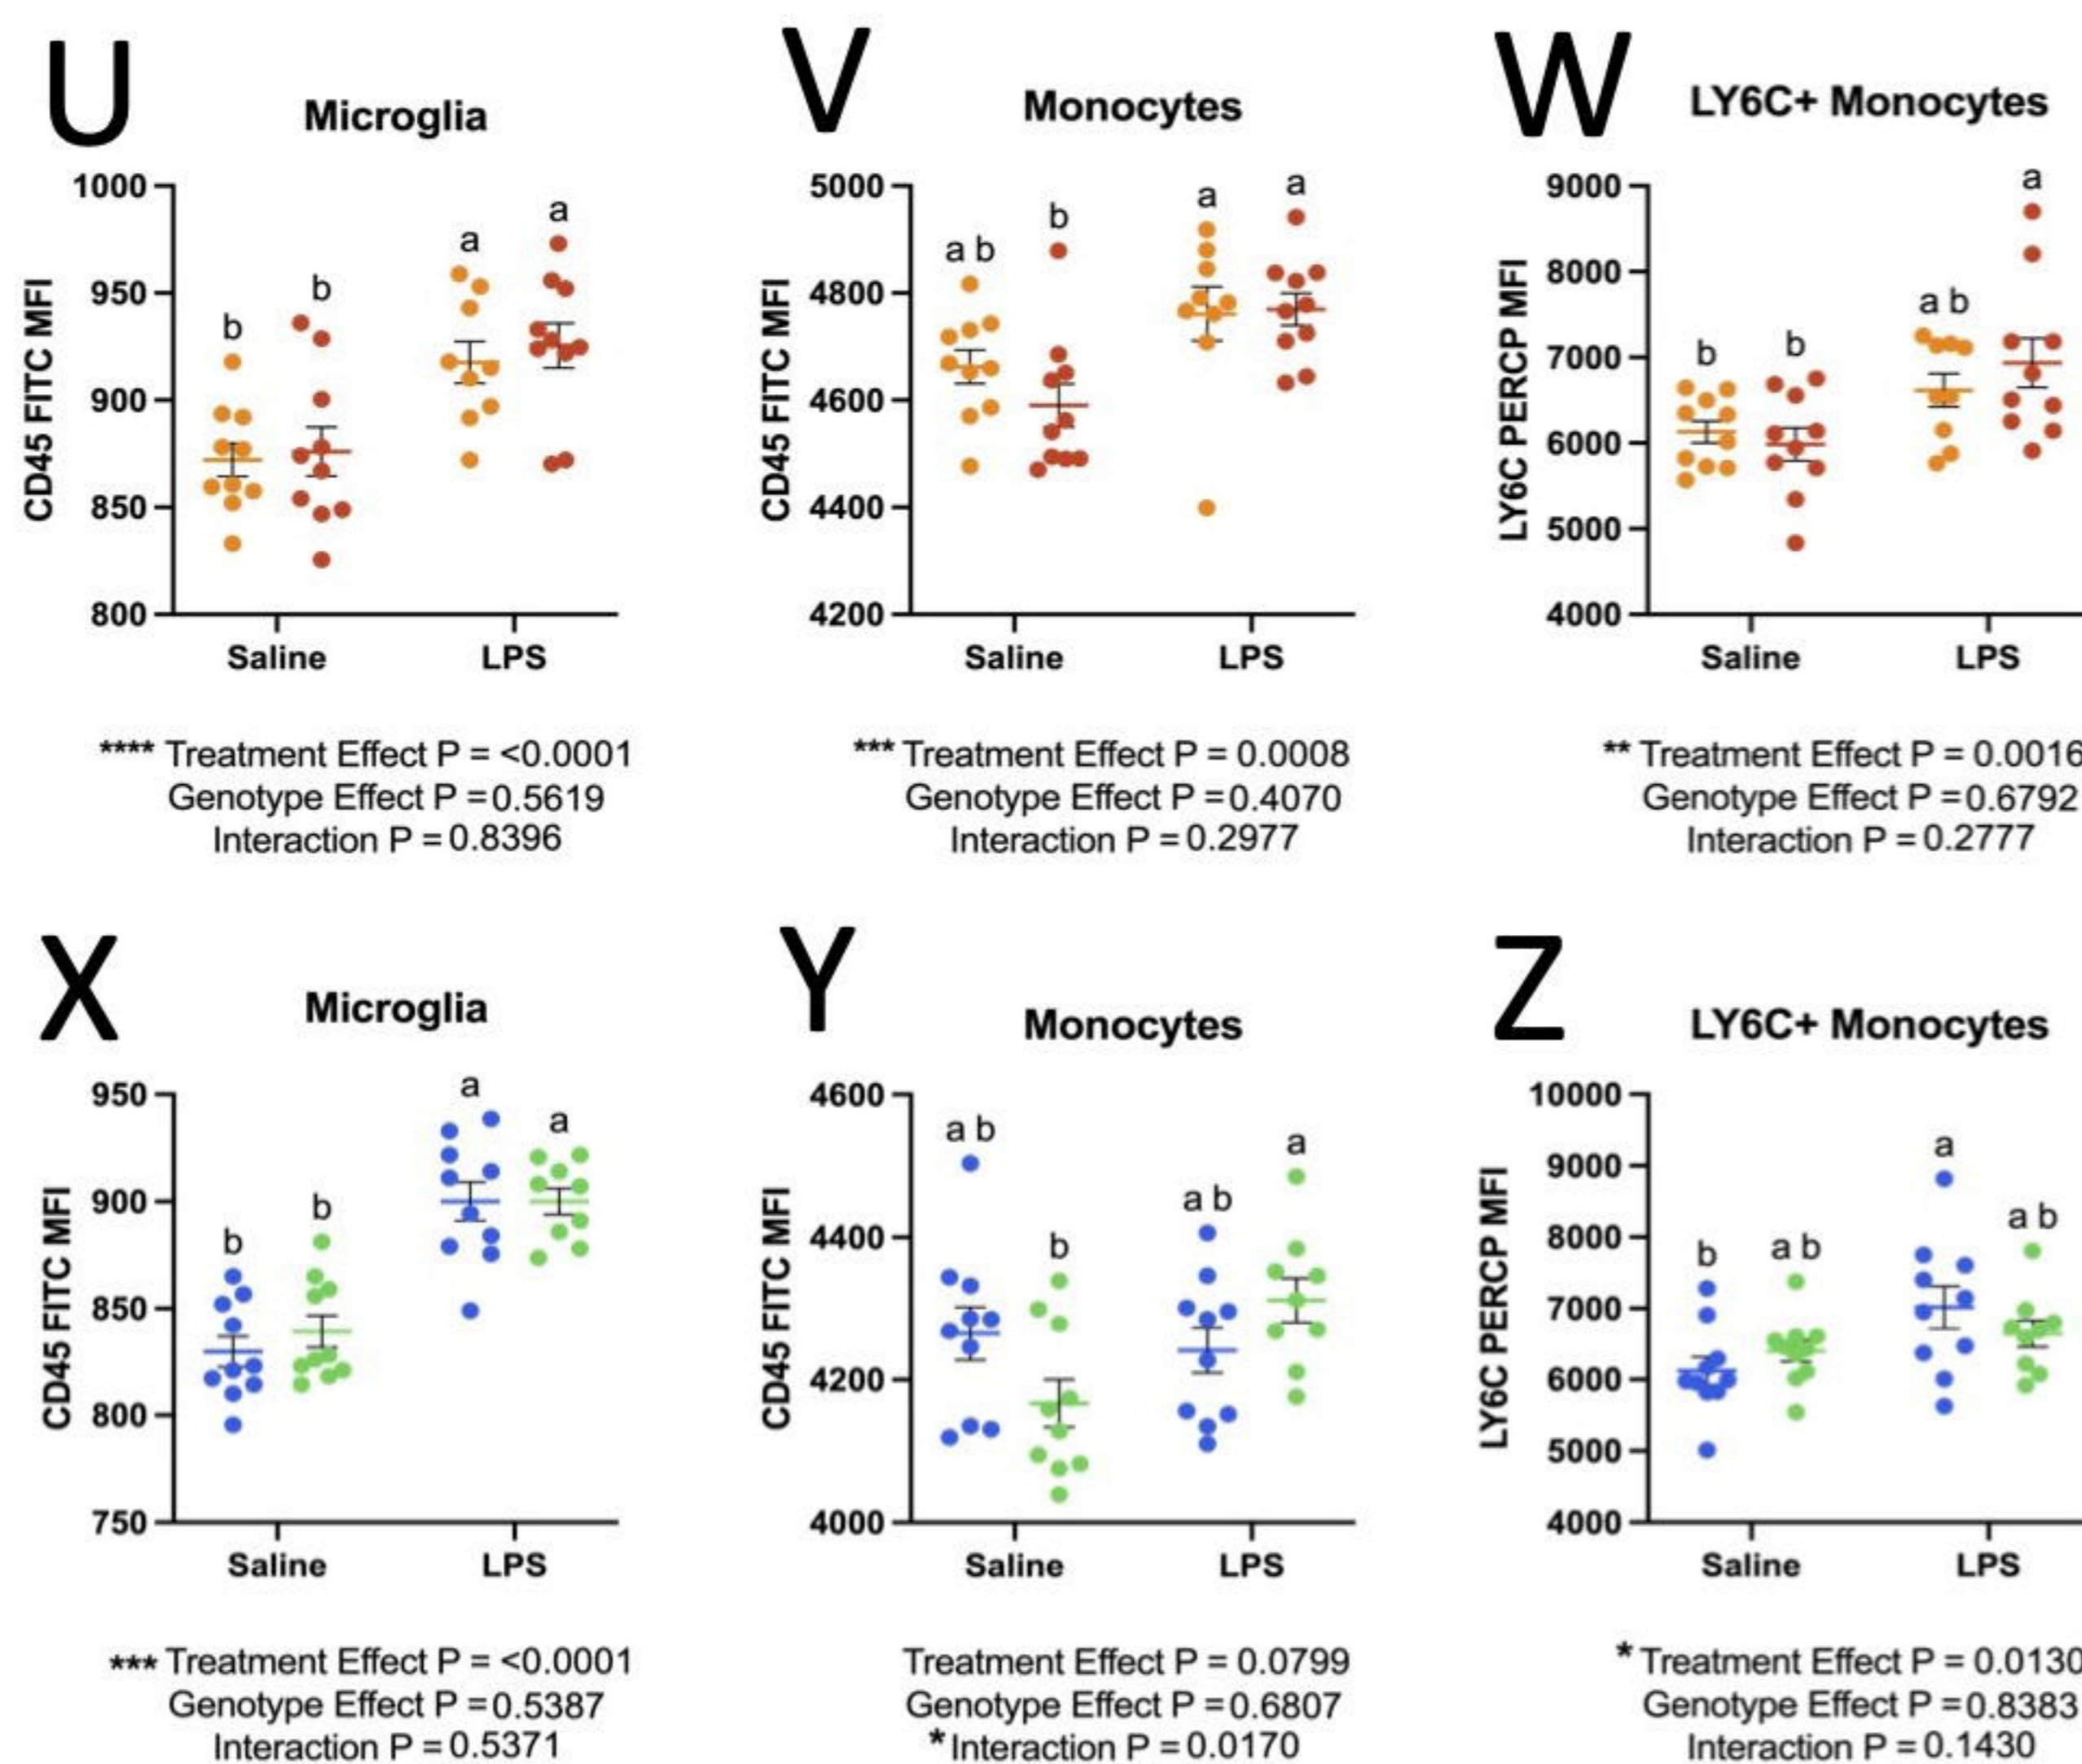 U
Microglia
1000
950
900
850
800
CD45 FITC MFI
b
b
a
a
Saline
LPS
**** Treatment Effect P = <0.0001
Genotype Effect P =0.5619
Interaction P =0.8396
V
Monocytes
5000
4800
4600
4400
4200
CD45 FITC MFI
a b
b
a
a
Saline
LPS
*** Treatment Effect P = 0.0008
Genotype Effect P =0.4070
Interaction P =0.2977
W
LY6C+ Monocytes
9000
8000
7000
6000
5000
4000
LY6C PERCP MFI
b
b
a b
a
Saline
LPS
** Treatment Effect P = 0.0016
Genotype Effect P =0.6792
Interaction P =0.2777
X
Microglia
950
900
850
800
750
CD45 FITC MFI
b
b
a
a
Saline
LPS
*** Treatment Effect P = <0.0001
Genotype Effect P =0.5387
Interaction P =0.5371
Y
Monocytes
4600
4400
4200
4000
CD45 FITC MFI
a b
b
a b
a
Saline
LPS
Treatment Effect P = 0.0799
Genotype Effect P =0.6807
* Interaction P =0.0170
Z
LY6C+ Monocytes
10000
9000
8000
7000
6000
5000
4000
LY6C PERCP MFI
b
a b
a
a b
Saline
LPS
* Treatment Effect P = 0.0130
Genotype Effect P =0.8383
Interaction P =0.1430